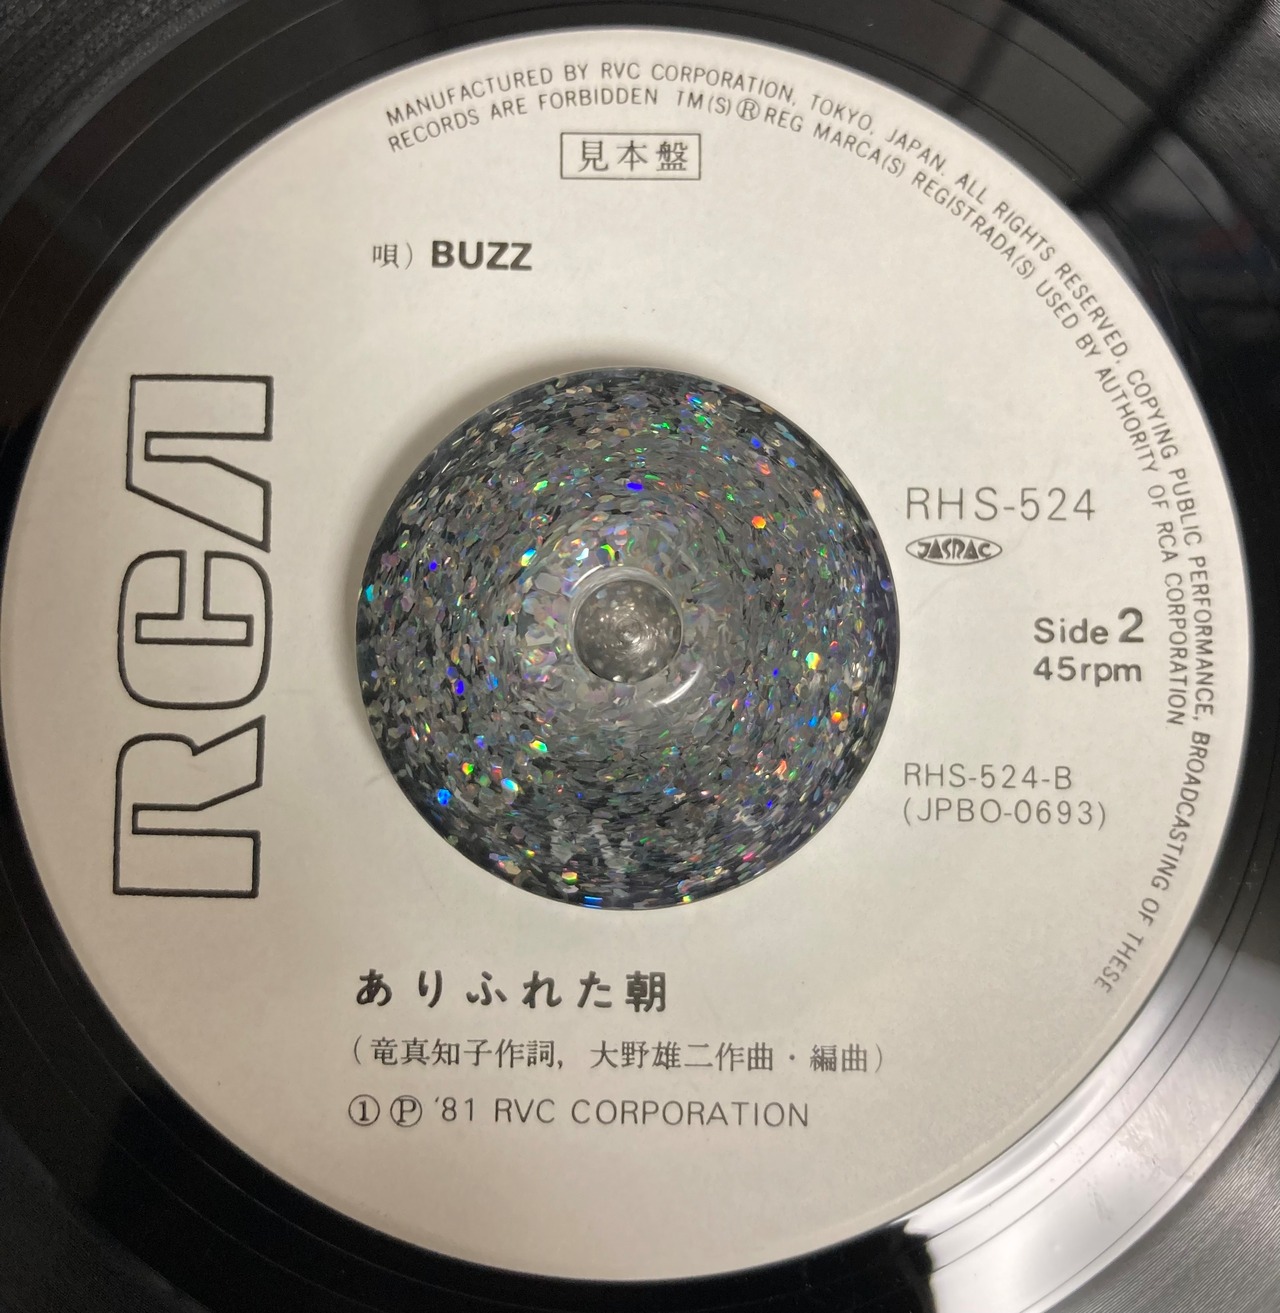 MANUFACTURED BY RVC CORPORATION, TOKYO, JAPAN. ALL RIGHTS RESERVED, COPYING PUBLIC PERFORMANCE, BROADCASTING OF THESE
RECORDS ARE FORBIDDEN TM(S)®REG MARCA(S) REGISTRADA(S) USED BY AUTHORITY OF RCA CORPORATION.
見本盤
唄) BUZZ
RCA
RHS-524
JASRAC
Side 2
45rpm
RHS-524-B
(JPBO-0693)
ありふれた朝
(竜真知子作詞, 大野雄二作曲・編曲)
① Ⓟ '81 RVC CORPORATION